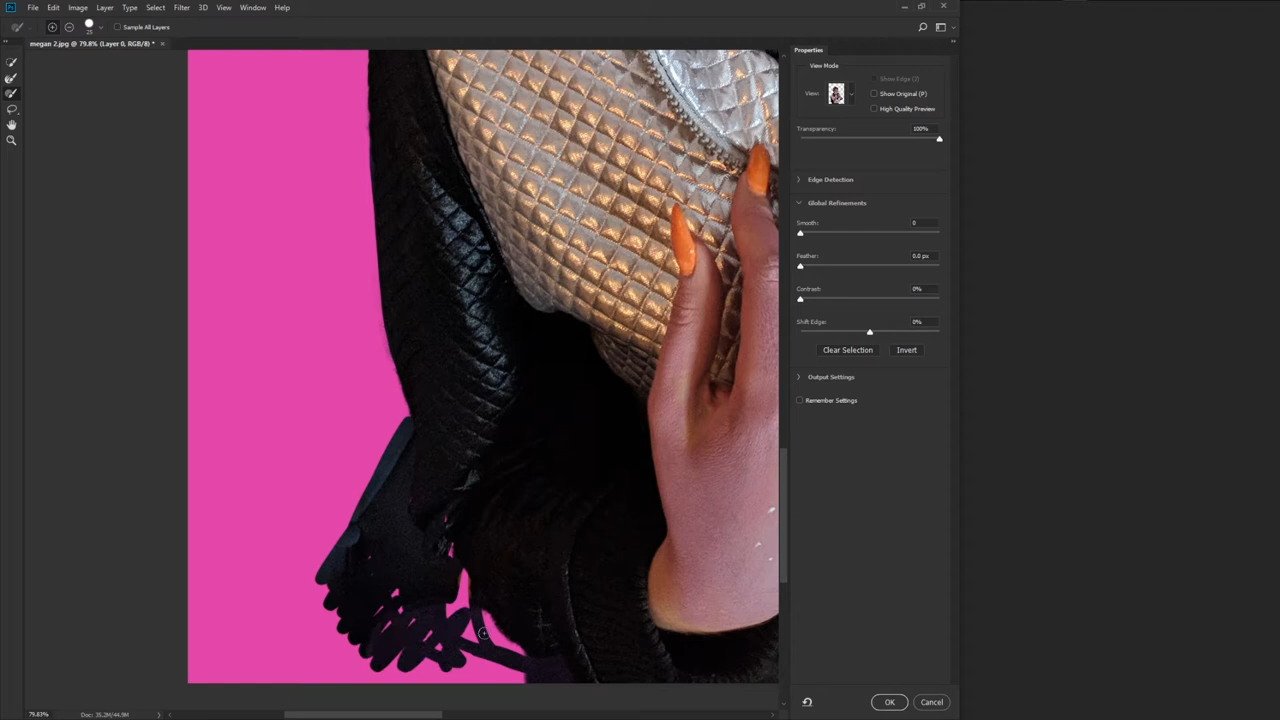 File Edit Image Layer Type Select Filter 3D View Window Help
25 Sample All Layers
megan 2.jpg @ 79.8% (Layer 0, RGB/8) *
Properties
View Mode
Show Edge (J)
View:
Show Original (P)
High Quality Preview
Transparency: 100%
Edge Detection
Global Refinements
Smooth: 0
Feather: 0.0 px
Contrast: 0%
Shift Edge: 0%
Clear Selection Invert
Output Settings
Remember Settings
OK Cancel
79.83% Doc: 35.2M/44.9M